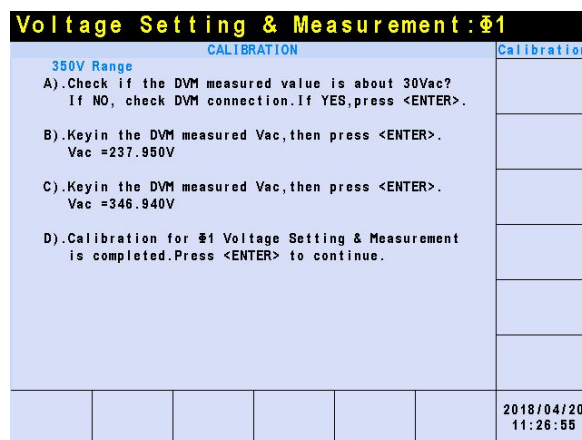 Voltage Setting & Measurement:Φ1
CALIBRATION
Calibration
350V Range
A).Check if the DVM measured value is about 30Vac?
If NO, check DVM connection.If YES,press <ENTER>.
B).Keyin the DVM measured Vac,then press <ENTER>.
Vac =237.950V
C).Keyin the DVM measured Vac,then press <ENTER>.
Vac =346.940V
D).Calibration for Φ1 Voltage Setting & Measurement
is completed.Press <ENTER> to continue.
2018/04/20
11:26:55